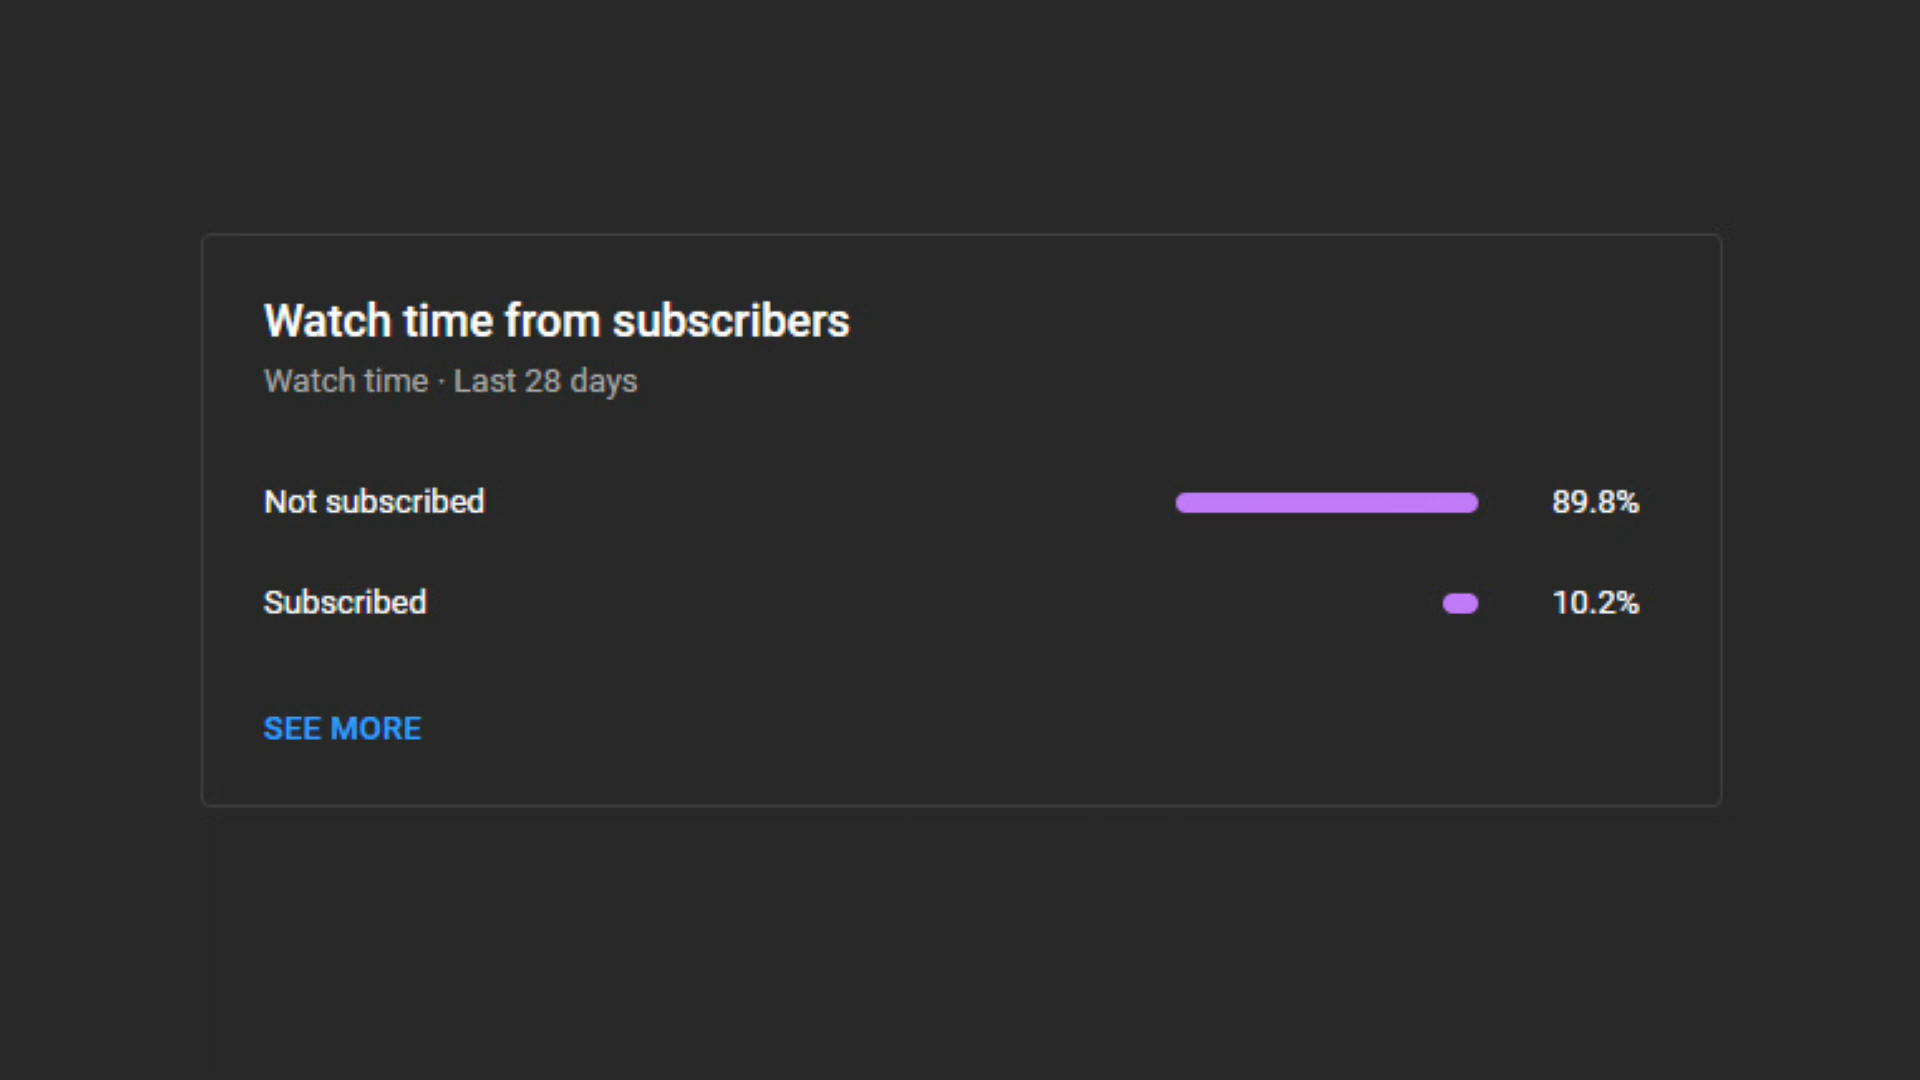 Watch time from subscribers
Watch time · Last 28 days
Not subscribed 89.8%
Subscribed 10.2%
SEE MORE